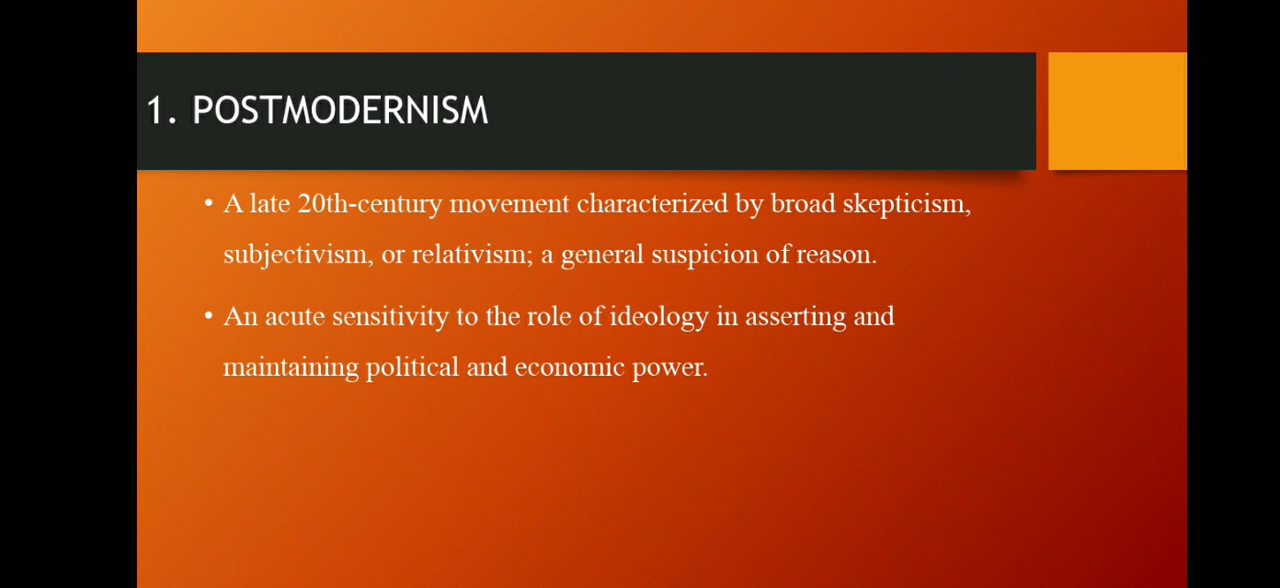 1. POSTMODERNISM
• A late 20th-century movement characterized by broad skepticism,
subjectivism, or relativism; a general suspicion of reason.
• An acute sensitivity to the role of ideology in asserting and
maintaining political and economic power.